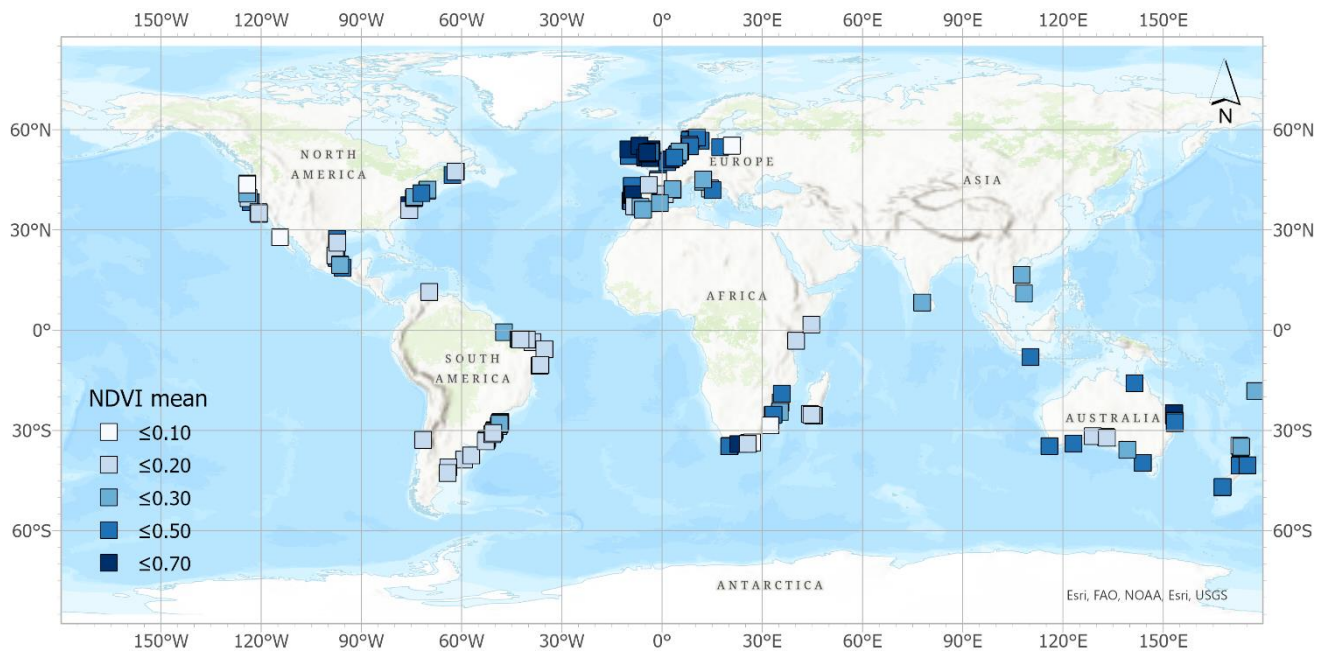 150°W 120°W 90°W 60°W 30°W 0° 30°E 60°E 90°E 120°E 150°E
N
60°N 60°N
NORTH
AMERICA
EUROPE
ASIA
30°N 30°N
AFRICA
0° 0°
SOUTH
AMERICA
NDVI mean
≤0.10
≤0.20
≤0.30
≤0.50
≤0.70
AUSTRALIA
30°S 30°S
60°S 60°S
ANTARCTICA
Esri, FAO, NOAA, Esri, USGS
150°W 120°W 90°W 60°W 30°W 0° 30°E 60°E 90°E 120°E 150°E